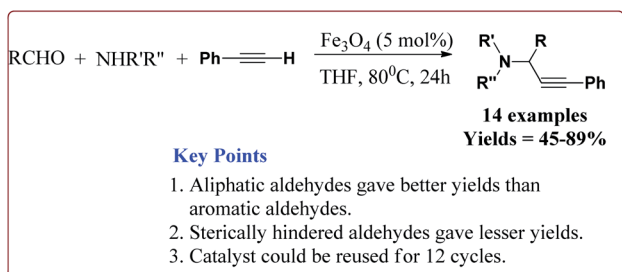 RCHO + NHR'R" + Ph H
Fe₃O₄ (5 mol%)
THF, 80⁰C, 24h
R' R
N
R" Ph
14 examples
Yields = 45-89%
Key Points
1. Aliphatic aldehydes gave better yields than
aromatic aldehydes.
2. Sterically hindered aldehydes gave lesser yields.
3. Catalyst could be reused for 12 cycles.